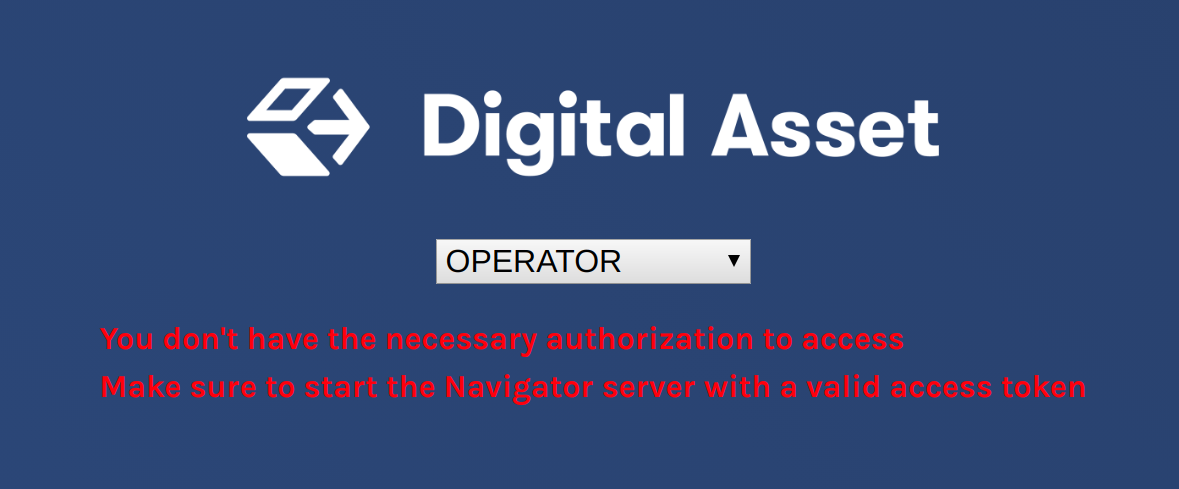 Digital Asset
OPERATOR
You don't have the necessary authorization to access
Make sure to start the Navigator server with a valid access token